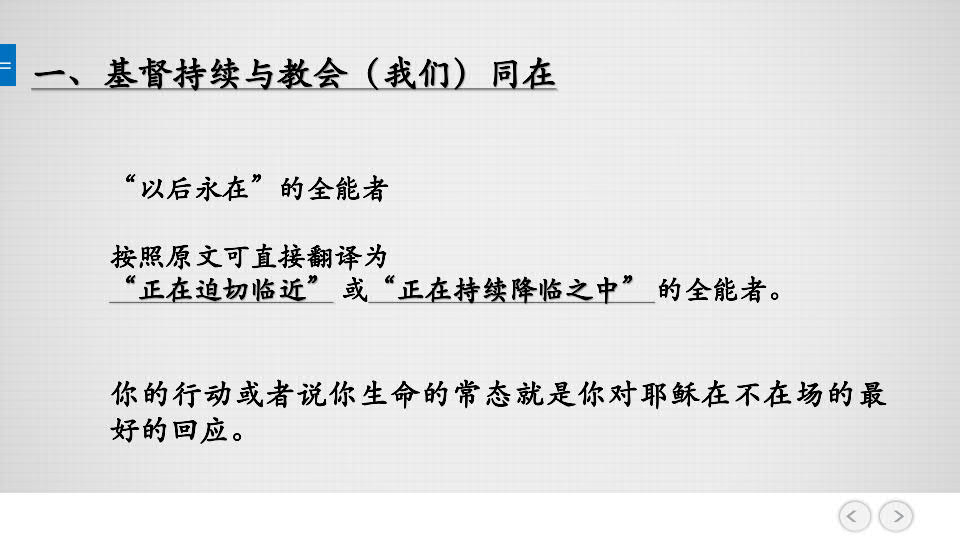 一、基督持续与教会（我们）同在
“以后永在”的全能者
按照原文可直接翻译为
“正在迫切临近” 或“正在持续降临之中” 的全能者。
你的行动或者说你生命的常态就是你对耶稣在不在场的最
好的回应。